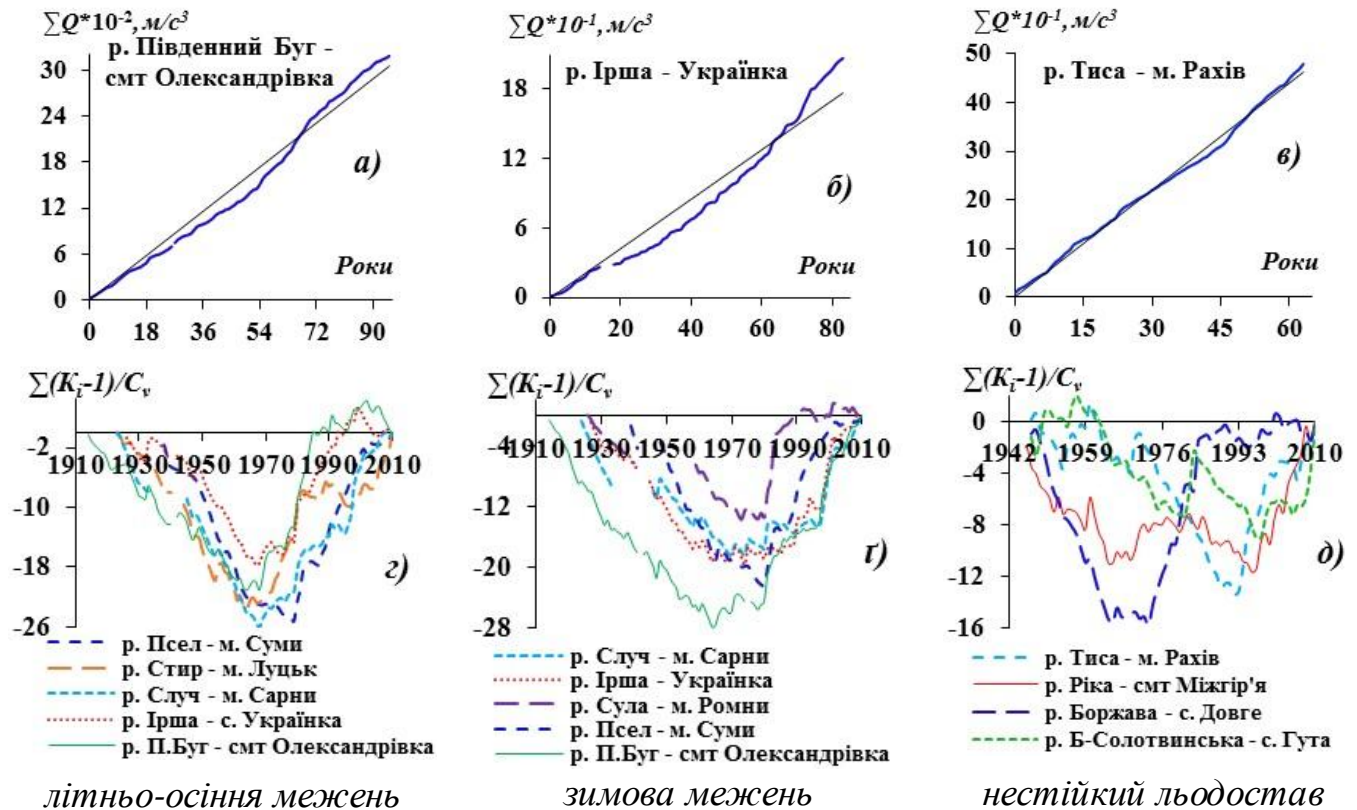 ∑Q*10⁻², м/с³
р. Південний Буг -
смт Олександрівка
30
24
18
12
6
0
а)
Роки
0 18 36 54 72 90
∑Q*10⁻¹, м/с³
р. Ірша - Українка
18
12
6
0
б)
Роки
0 20 40 60 80
∑Q*10⁻¹, м/с³
р. Тиса - м. Рахів
50
40
30
20
10
0
в)
Роки
0 15 30 45 60
∑(Kᵢ-1)/Cᵥ
-2
1910 1930 1950 1970 1990 2010
-10
-18
-26
г)
р. Псел - м. Суми
р. Стир - м. Луцьк
р. Случ - м. Сарни
р. Ірша - с. Українка
р. П.Буг - смт Олександрівка
літньо-осіння межень
∑(Kᵢ-1)/Cᵥ
-4
1910 1930 1950 1970 1990 2010
-12
-20
-28
ґ)
р. Случ - м. Сарни
р. Ірша - Українка
р. Сула - м. Ромни
р. Псел - м. Суми
р. П.Буг - смт Олександрівка
зимова межень
∑(Kᵢ-1)/Cᵥ
0
1942 1959 1976 1993 2010
-4
-8
-12
-16
д)
р. Тиса - м. Рахів
р. Ріка - смт Міжгір'я
р. Боржава - с. Довге
р. Б-Солотвинська - с. Гута
нестійкий льодостав